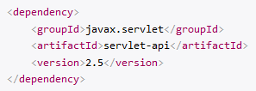 <dependency>
    <groupId>javax.servlet</groupId>
    <artifactId>servlet-api</artifactId>
    <version>2.5</version>
</dependency>